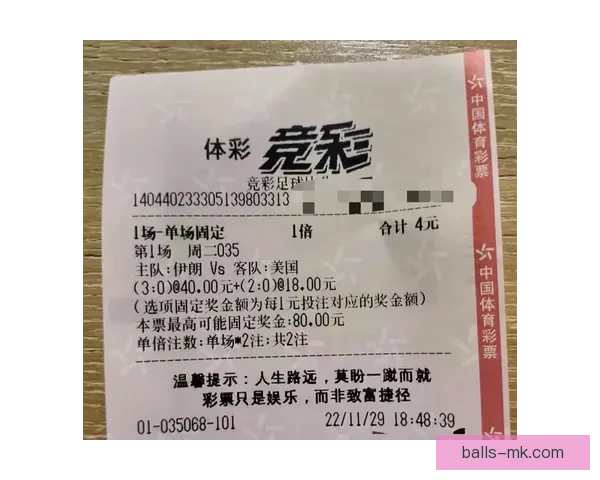 体彩 竞彩
竞彩足球
140440233305139803313
1场-单场固定 1倍 合计 4元
第1场 周二035
主队:伊朗 Vs 客队:美国
(3:0)@40.00元+(2:0)@18.00元
(选项固定奖金额为每1元投注对应的奖金额)
本票最高可能固定奖金:80.00元
单倍注数:单场*2注;共2注
温馨提示：人生路远，莫盼一蹴而就
彩票只是娱乐，而非致富捷径
01-035068-101 22/11/29 18:48:39
中国体育彩票
中国体育彩票
balls-mk.com